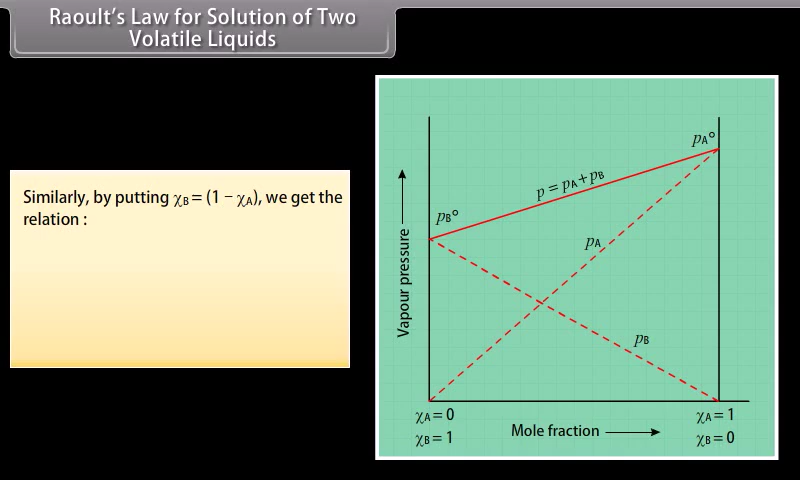 Raoult's Law for Solution of Two
Volatile Liquids
Similarly, by putting χB = (1 − χA), we get the
relation :
pA°
p = pA + pB
pB°
pA
Vapour pressure
pB
χA = 0
χA = 1
Mole fraction
χB = 1
χB = 0